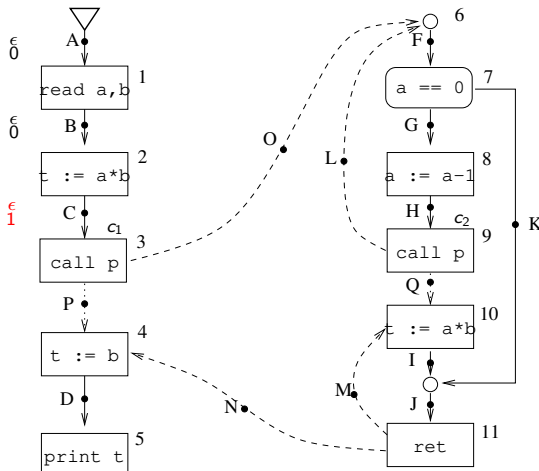 ϵ
0
A
1
read a,b
ϵ
0
B
2
t := a*b
ϵ
1
C
c1
3
call p
P
4
t := b
D
5
print t
O
L
N
M
6
F
7
a == 0
G
8
a := a−1
H
c2
9
call p
K
Q
10
t := a*b
I
J
11
ret